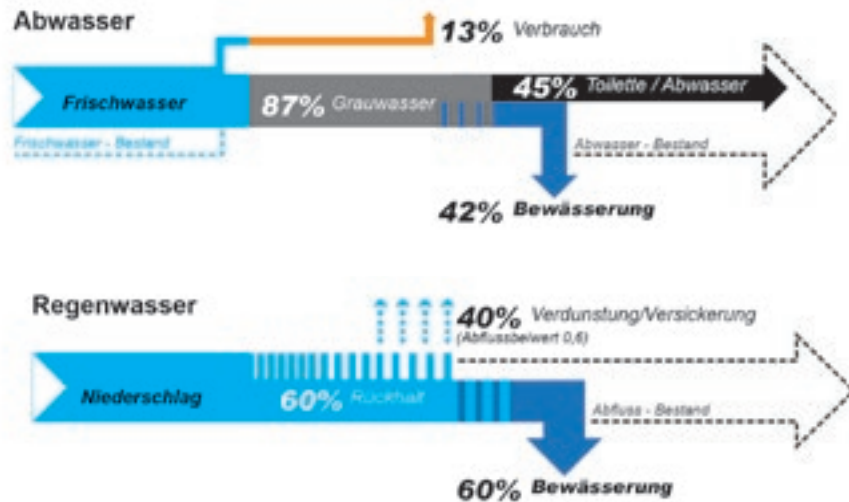 Abwasser
13% Verbrauch
Frischwasser
87% Grauwasser
45% Toilette / Abwasser
Frischwasser - Bestand
Abwasser - Bestand
42% Bewässerung
Regenwasser
40% Verdunstung/Versickerung
(Abflussbeiwert 0,6)
Niederschlag
60% Rückhalt
Abfluss - Bestand
60% Bewässerung